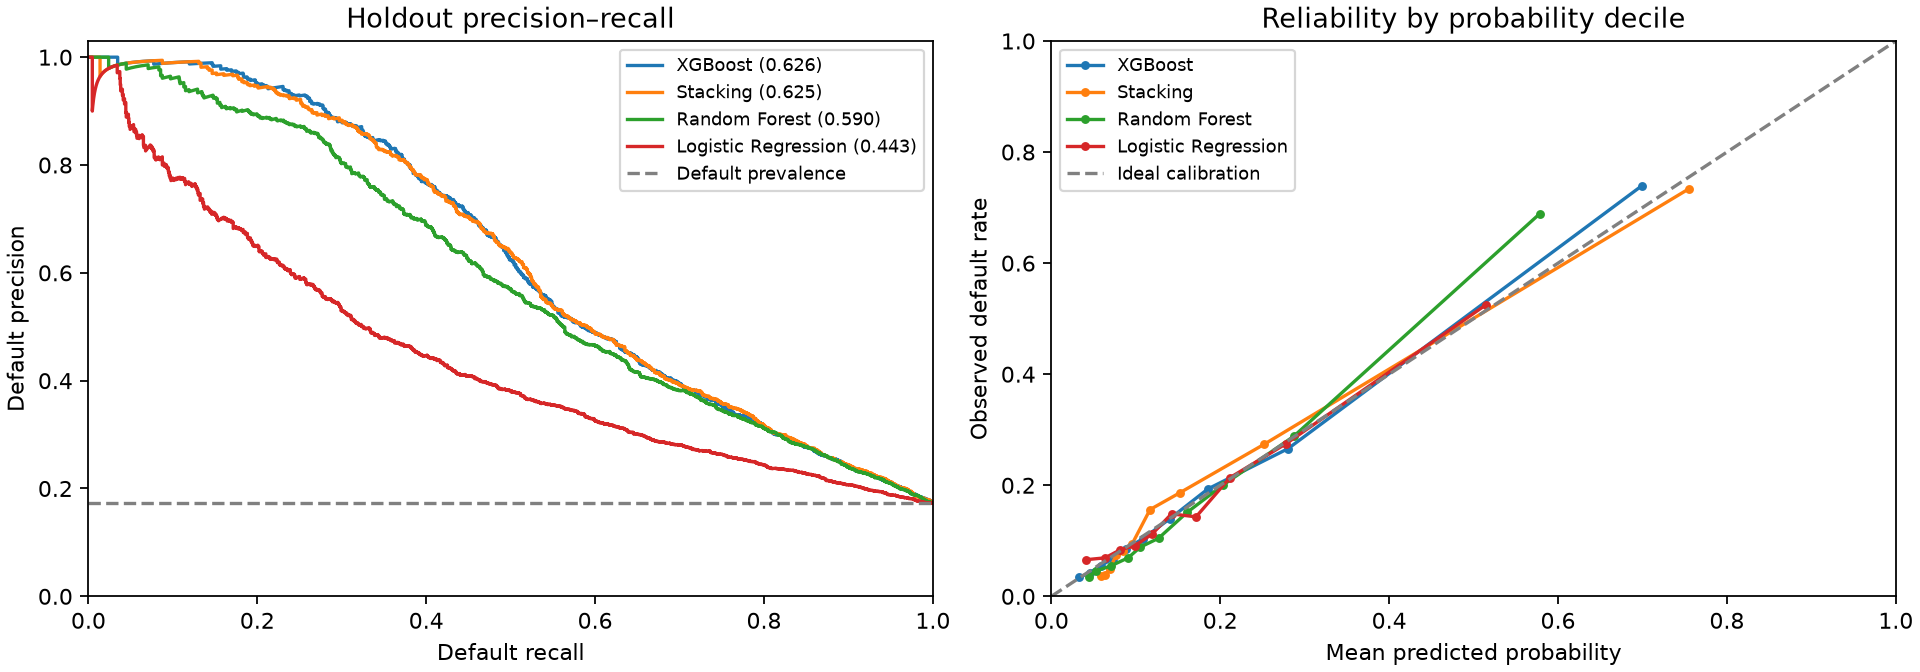 Holdout precision–recall
1.0
0.8
0.6
0.4
0.2
0.0
Default precision
XGBoost (0.626)
Stacking (0.625)
Random Forest (0.590)
Logistic Regression (0.443)
Default prevalence
0.0 0.2 0.4 0.6 0.8 1.0
Default recall
Reliability by probability decile
1.0
0.8
0.6
0.4
0.2
0.0
Observed default rate
XGBoost
Stacking
Random Forest
Logistic Regression
Ideal calibration
0.0 0.2 0.4 0.6 0.8 1.0
Mean predicted probability